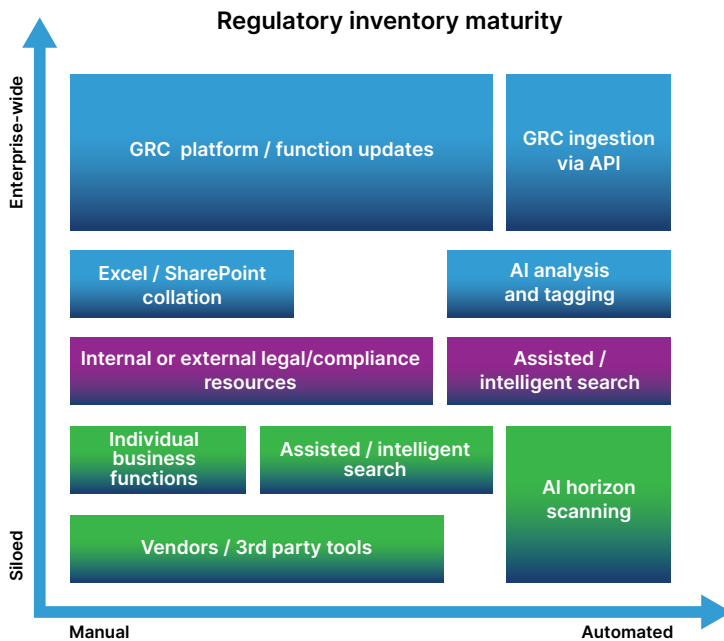 Regulatory inventory maturity
Enterprise-wide
GRC platform / function updates
GRC ingestion
via API
Excel / SharePoint
collation
AI analysis
and tagging
Internal or external legal/compliance
resources
Assisted /
intelligent search
Individual
business
functions
Assisted / intelligent
search
AI horizon
scanning
Vendors / 3rd party tools
Siloed
Manual
Automated